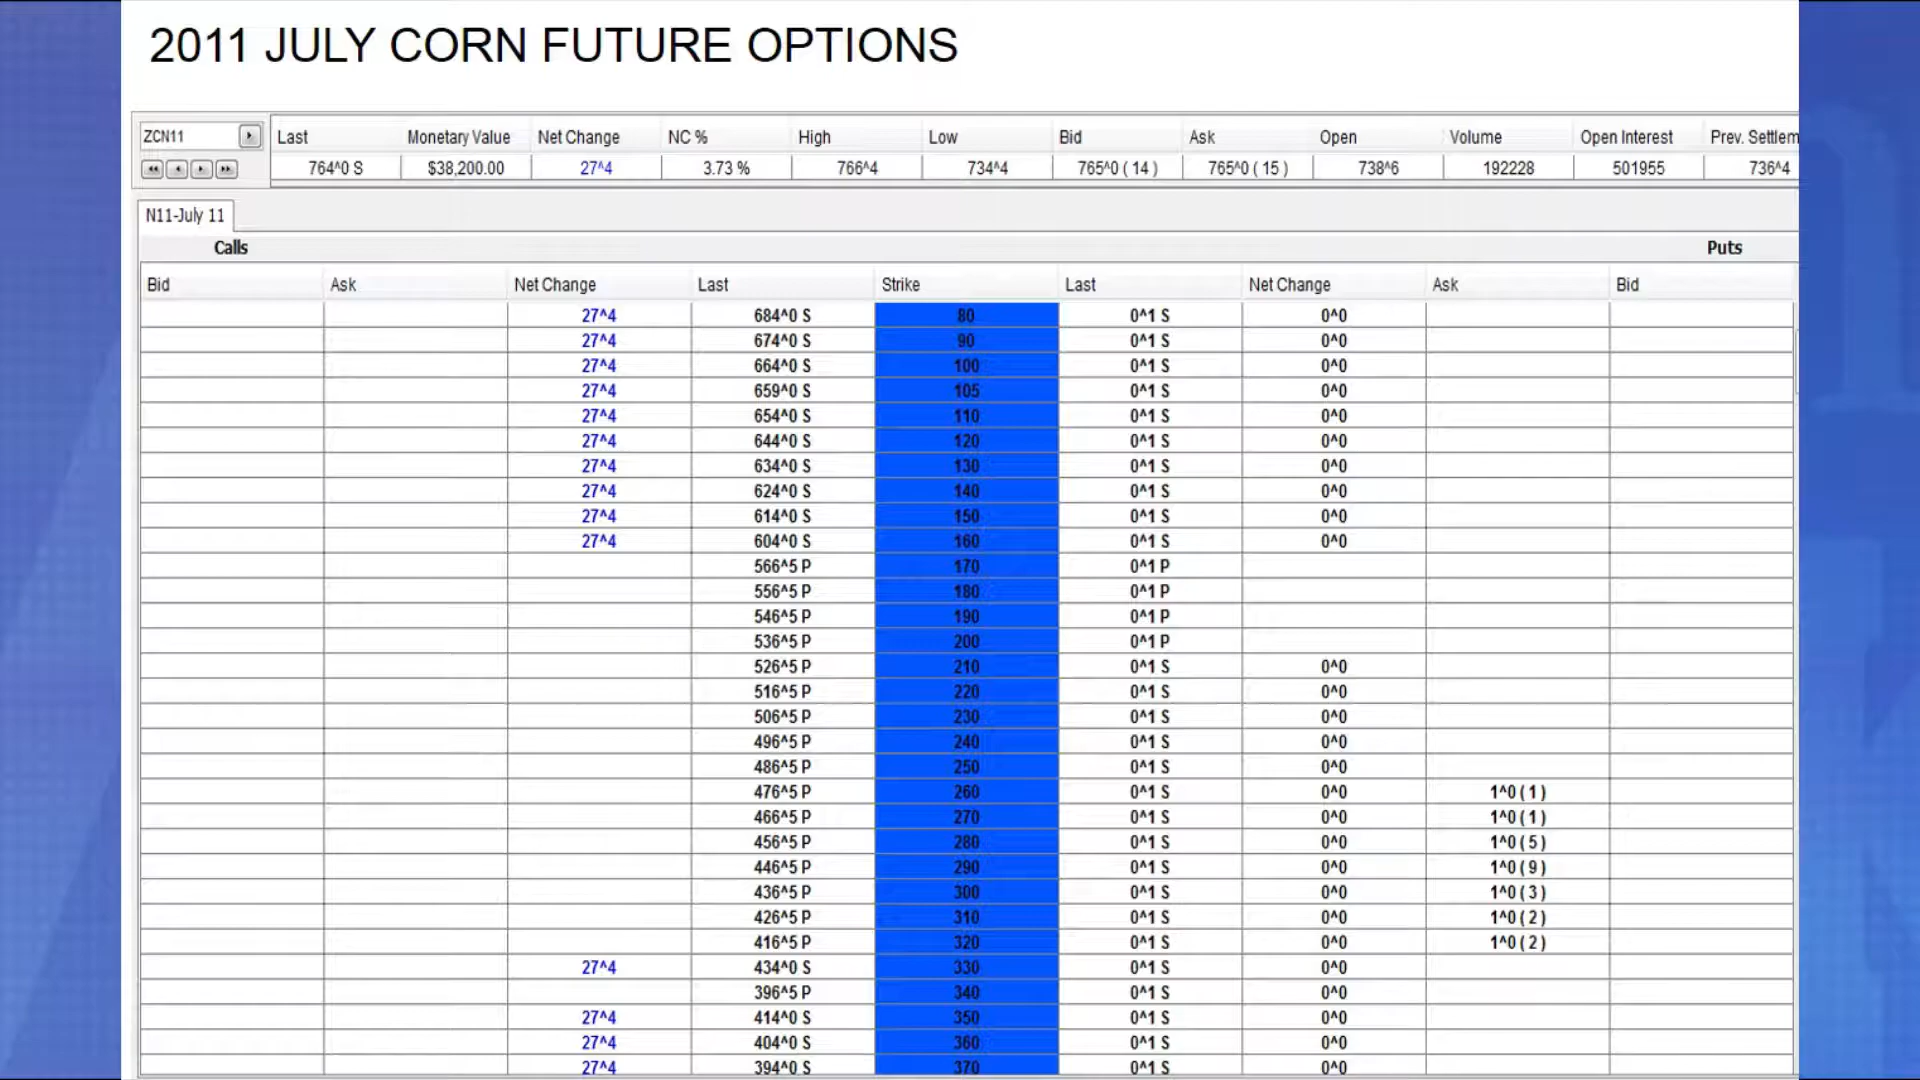 2011 JULY CORN FUTURE OPTIONS
ZCN11 Last Monetary Value Net Change NC % High Low Bid Ask Open Volume Open Interest Prev. Settlem
764^0 S $38,200.00 27^4 3.73 % 766^4 734^4 765^0 ( 14 ) 765^0 ( 15 ) 738^6 192228 501955 736^4
N11-July 11
Calls Puts
Bid Ask Net Change Last Strike Last Net Change Ask Bid
27^4 684^0 S 80 0^1 S 0^0
27^4 674^0 S 90 0^1 S 0^0
27^4 664^0 S 100 0^1 S 0^0
27^4 659^0 S 105 0^1 S 0^0
27^4 654^0 S 110 0^1 S 0^0
27^4 644^0 S 120 0^1 S 0^0
27^4 634^0 S 130 0^1 S 0^0
27^4 624^0 S 140 0^1 S 0^0
27^4 614^0 S 150 0^1 S 0^0
27^4 604^0 S 160 0^1 S 0^0
566^5 P 170 0^1 P
556^5 P 180 0^1 P
546^5 P 190 0^1 P
536^5 P 200 0^1 P
526^5 P 210 0^1 S 0^0
516^5 P 220 0^1 S 0^0
506^5 P 230 0^1 S 0^0
496^5 P 240 0^1 S 0^0
486^5 P 250 0^1 S 0^0
476^5 P 260 0^1 S 0^0 1^0 ( 1 )
466^5 P 270 0^1 S 0^0 1^0 ( 1 )
456^5 P 280 0^1 S 0^0 1^0 ( 5 )
446^5 P 290 0^1 S 0^0 1^0 ( 9 )
436^5 P 300 0^1 S 0^0 1^0 ( 3 )
426^5 P 310 0^1 S 0^0 1^0 ( 2 )
416^5 P 320 0^1 S 0^0 1^0 ( 2 )
27^4 434^0 S 330 0^1 S 0^0
396^5 P 340 0^1 S 0^0
27^4 414^0 S 350 0^1 S 0^0
27^4 404^0 S 360 0^1 S 0^0
27^4 394^0 S 370 0^1 S 0^0